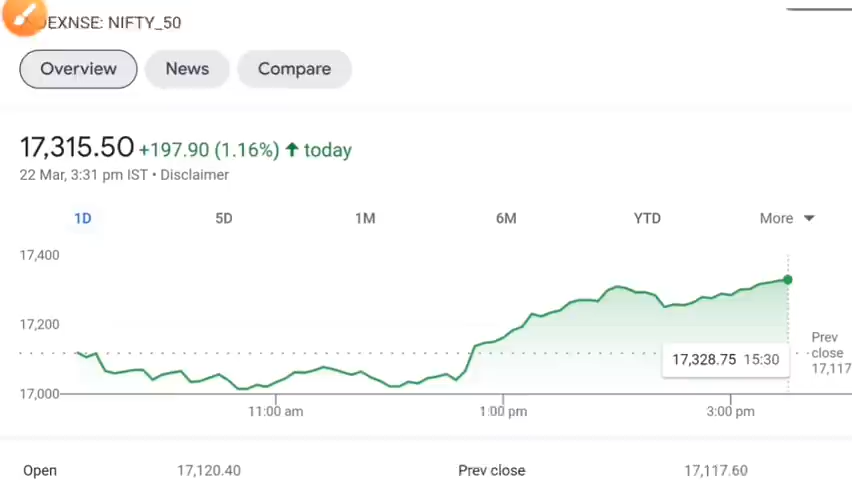 DEXNSE: NIFTY_50
Overview News Compare
17,315.50 +197.90 (1.16%) ↑ today
22 Mar, 3:31 pm IST • Disclaimer
1D 5D 1M 6M YTD More
17,400
17,200
17,000
Prev
close
17,117
17,328.75 15:30
11:00 am 1:00 pm 3:00 pm
Open 17,120.40 Prev close 17,117.60